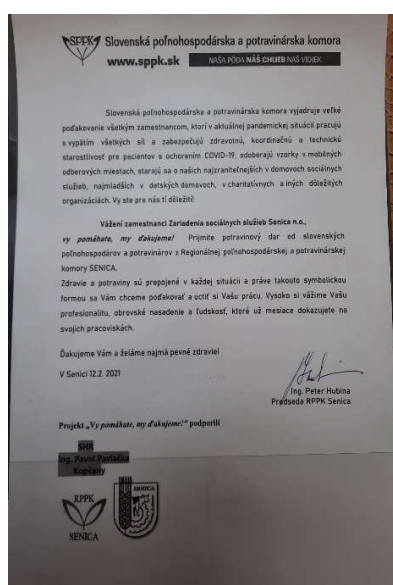 SPPK Slovenská poľnohospodárska a potravinárska komora
www.sppk.sk NAŠA PÔDA NÁŠ CHLIEB NÁŠ VIDIEK
Slovenská poľnohospodárska a potravinárska komora vyjadruje veľké
poďakovanie všetkým zamestnancom, ktorí v aktuálnej pandemickej situácii pracujú
s vypätím všetkých síl a zabezpečujú zdravotnú, koordinačnú a technickú
starostlivosť pre pacientov s ochorením COVID-19, odoberajú vzorky v mobilných
odberových miestach, starajú sa o našich najzraniteľnejších v domovoch sociálnych
služieb, najmladších v detských domovoch, v charitatívnych a iných dôležitých
organizáciách. Vy ste pre nás tí dôležití!
Vážení zamestnanci Zariadenia sociálnych služieb Senica n.o.,
vy pomáhate, my ďakujeme! Prijmite potravinový dar od slovenských
poľnohospodárov a potravinárov z Regionálnej poľnohospodárskej a potravinárskej
komory SENICA.
Zdravie a potraviny sú prepojené v každej situácii a práve takouto symbolickou
formou sa Vám chceme poďakovať a uctiť si Vašu prácu. Vysoko si vážime Vašu
profesionalitu, obrovské nasadenie a ľudskosť, ktoré už mesiace dokazujete na
svojich pracoviskách.
Ďakujeme Vám a želáme najmä pevné zdravie!
V Senici 12.2. 2021
Ing. Peter Hubina
Predseda RPPK Senica
Projekt „Vy pomáhate, my ďakujeme!" podporili
SHR
Ing. Pavol Pavlačka
Kopčany
RPPK
SENICA
SENICA